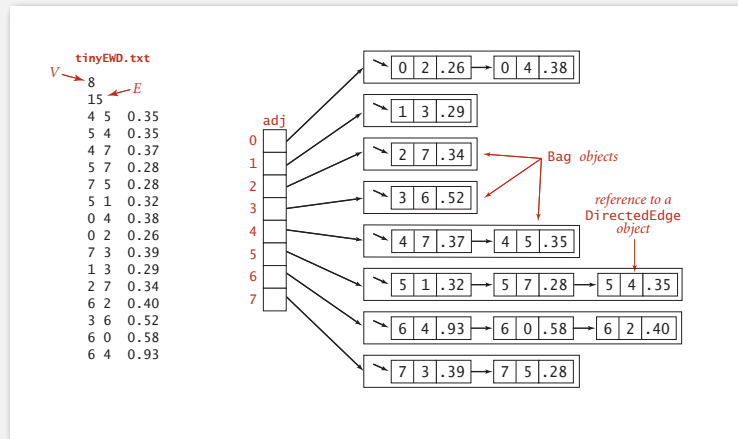 tinyEWD.txt
V
8
15
E
4 5 0.35
5 4 0.35
4 7 0.37
5 7 0.28
7 5 0.28
5 1 0.32
0 4 0.38
0 2 0.26
7 3 0.39
1 3 0.29
2 7 0.34
6 2 0.40
3 6 0.52
6 0 0.58
6 4 0.93
adj
0
1
2
3
4
5
6
7
0 2 .26 0 4 .38
1 3 .29
2 7 .34
3 6 .52
4 7 .37 4 5 .35
5 1 .32 5 7 .28 5 4 .35
6 4 .93 6 0 .58 6 2 .40
7 3 .39 7 5 .28
Bag objects
reference to a
DirectedEdge
object